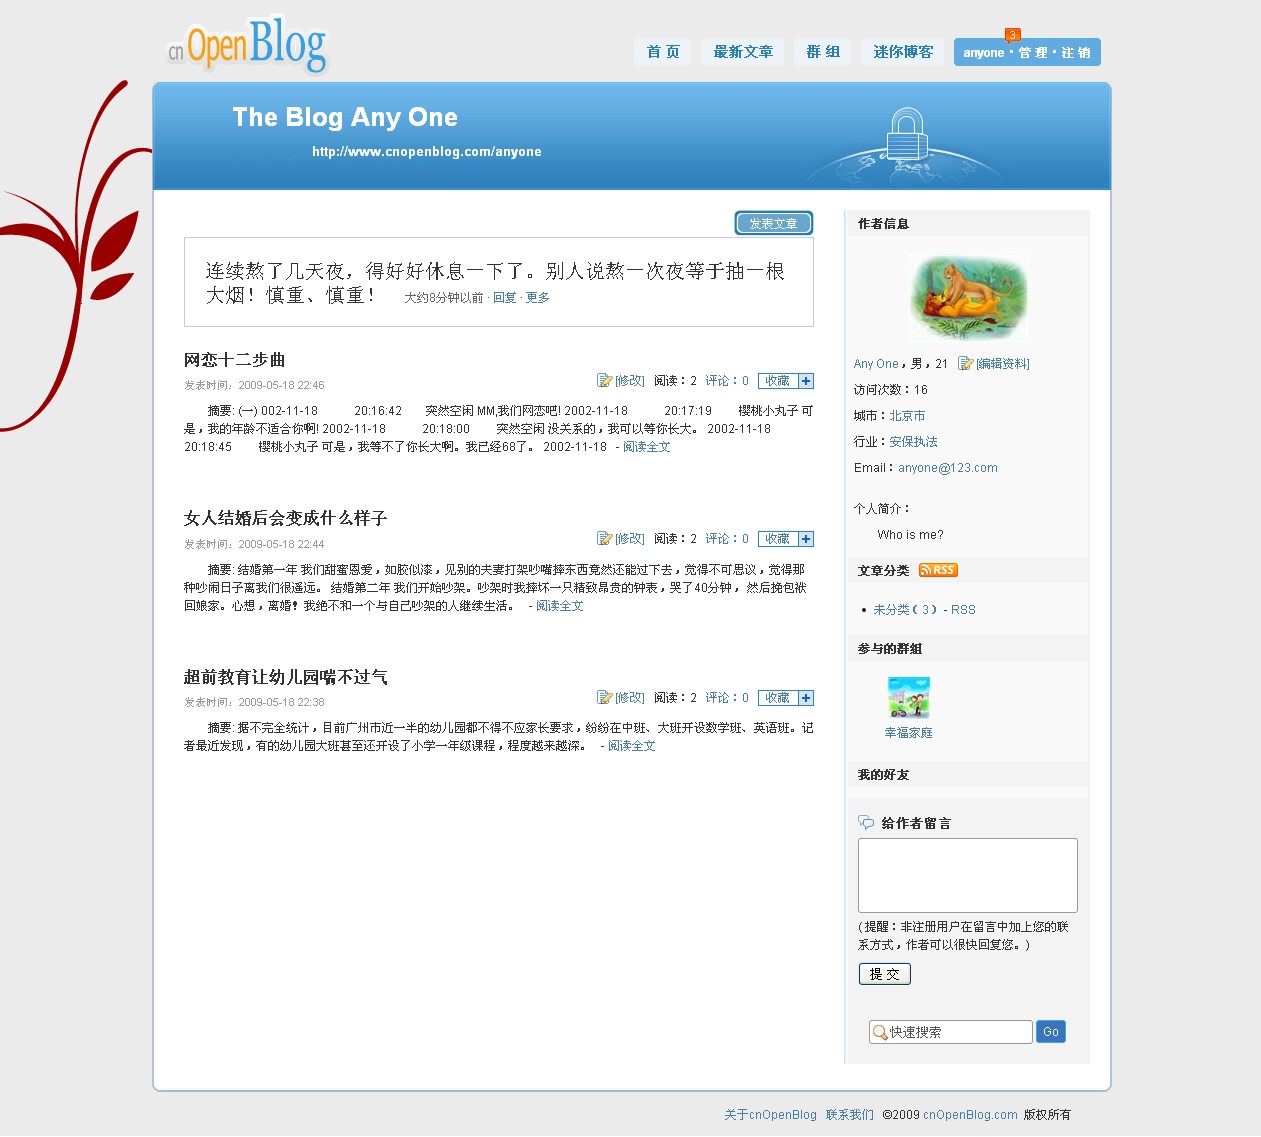 cnOpenBlog
首 页
最新文章
群 组
迷你博客
3
anyone · 管 理 · 注 销
The Blog Any One
http://www.cnopenblog.com/anyone
发表文章
连续熬了几天夜，得好好休息一下了。别人说熬一次夜等于抽一根
大烟！慎重、慎重！ 大约8分钟以前 · 回复 · 更多
网恋十二步曲
发表时间：2009-05-18 22:46
[修改] 阅读：2 评论：0 收藏 +
摘要: (一) 002-11-18 20:16:42 突然空闲 MM,我们网恋吧! 2002-11-18 20:17:19 樱桃小丸子 可
是，我的年龄不适合你啊! 2002-11-18 20:18:00 突然空闲 没关系的，我可以等你长大。 2002-11-18
20:18:45 樱桃小丸子 可是，我等不了你长大啊。我已经68了。 2002-11-18 - 阅读全文
女人结婚后会变成什么样子
发表时间：2009-05-18 22:44
[修改] 阅读：2 评论：0 收藏 +
摘要: 结婚第一年 我们甜蜜恩爱，如胶似漆，见别的夫妻打架吵嘴摔东西竟然还能过下去，觉得不可思议，觉得那
种吵闹日子离我们很遥远。 结婚第二年 我们开始吵架。吵架时我摔坏一只精致昂贵的钟表，哭了40分钟， 然后挽包袱
回娘家。心想，离婚！我绝不和一个与自己吵架的人继续生活。 - 阅读全文
超前教育让幼儿园喘不过气
发表时间：2009-05-18 22:38
[修改] 阅读：2 评论：0 收藏 +
摘要: 据不完全统计，目前广州市近一半的幼儿园都不得不应家长要求，纷纷在中班、大班开设数学班、英语班。记
者最近发现，有的幼儿园大班甚至还开设了小学一年级课程，程度越来越深。 - 阅读全文
作者信息
Any One，男，21 [编辑资料]
访问次数：16
城市：北京市
行业：安保执法
Email：anyone@123.com
个人简介：
Who is me?
文章分类 RSS
• 未分类（3）- RSS
参与的群组
幸福家庭
我的好友
给作者留言
(提醒：非注册用户在留言中加上您的联
系方式，作者可以很快回复您。)
提 交
快速搜索 Go
关于cnOpenBlog 联系我们 ©2009 cnOpenBlog.com 版权所有